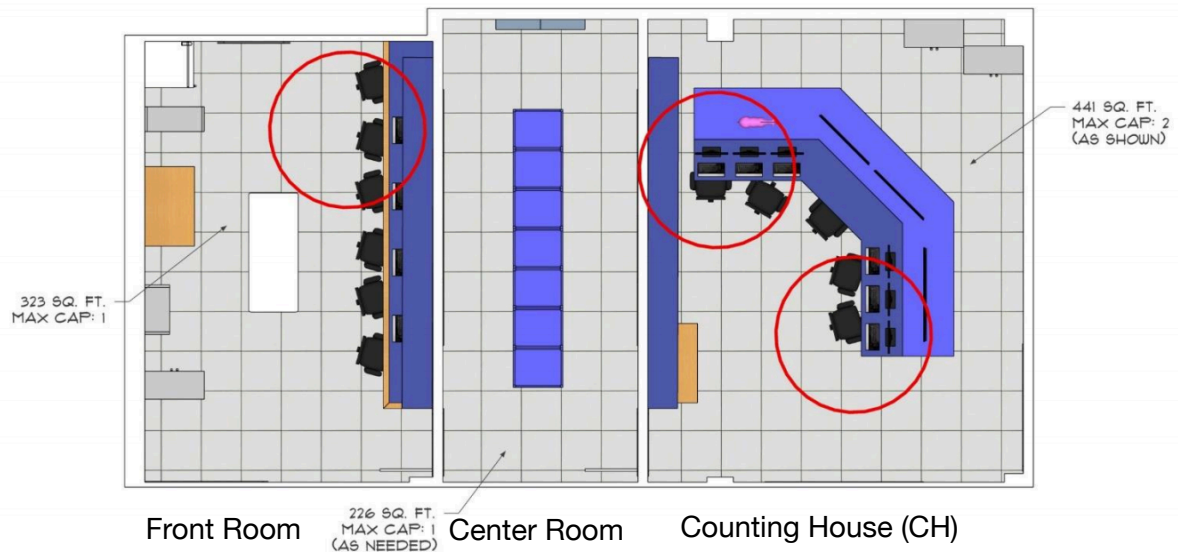 441 SQ. FT.
MAX CAP: 2
(AS SHOWN)
323 SQ. FT.
MAX CAP: 1
226 SQ. FT.
MAX CAP: 1
(AS NEEDED)
Front Room
Center Room
Counting House (CH)